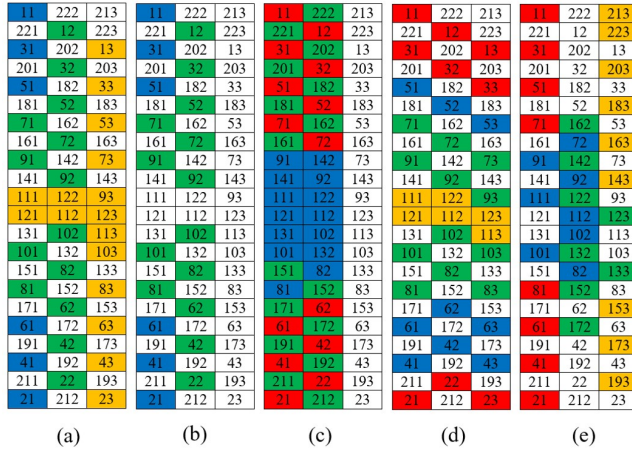 11 222 213 11 222 213 11 222 213 11 222 213 11 222 213
221 12 223 221 12 223 221 12 223 221 12 223 221 12 223
31 202 13 31 202 13 31 202 13 31 202 13 31 202 13
201 32 203 201 32 203 201 32 203 201 32 203 201 32 203
51 182 33 51 182 33 51 182 33 51 182 33 51 182 33
181 52 183 181 52 183 181 52 183 181 52 183 181 52 183
71 162 53 71 162 53 71 162 53 71 162 53 71 162 53
161 72 163 161 72 163 161 72 163 161 72 163 161 72 163
91 142 73 91 142 73 91 142 73 91 142 73 91 142 73
141 92 143 141 92 143 141 92 143 141 92 143 141 92 143
111 122 93 111 122 93 111 122 93 111 122 93 111 122 93
121 112 123 121 112 123 121 112 123 121 112 123 121 112 123
131 102 113 131 102 113 131 102 113 131 102 113 131 102 113
101 132 103 101 132 103 101 132 103 101 132 103 101 132 103
151 82 133 151 82 133 151 82 133 151 82 133 151 82 133
81 152 83 81 152 83 81 152 83 81 152 83 81 152 83
171 62 153 171 62 153 171 62 153 171 62 153 171 62 153
61 172 63 61 172 63 61 172 63 61 172 63 61 172 63
191 42 173 191 42 173 191 42 173 191 42 173 191 42 173
41 192 43 41 192 43 41 192 43 41 192 43 41 192 43
211 22 193 211 22 193 211 22 193 211 22 193 211 22 193
21 212 23 21 212 23 21 212 23 21 212 23 21 212 23
(a) (b) (c) (d) (e)